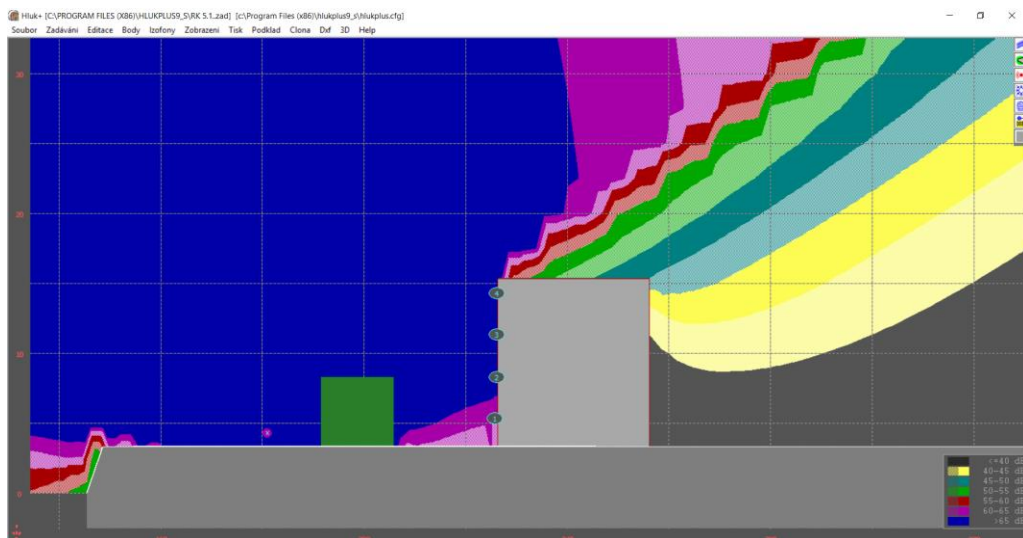 Hluk+ [C:\PROGRAM FILES (X86)\HLUKPLUS9_S\RK 5.1..zad] [c:\Program Files (x86)\hlukplus9_s\hlukplus.cfg]
Soubor Zadáváni Editace Body Izofony Zobrazeni Tisk Podklad Clona Dxf 3D Help
30
20
10
0
4
3
2
1
<=40 dB
40-45 dB
45-50 dB
50-55 dB
55-60 dB
60-65 dB
>65 dB